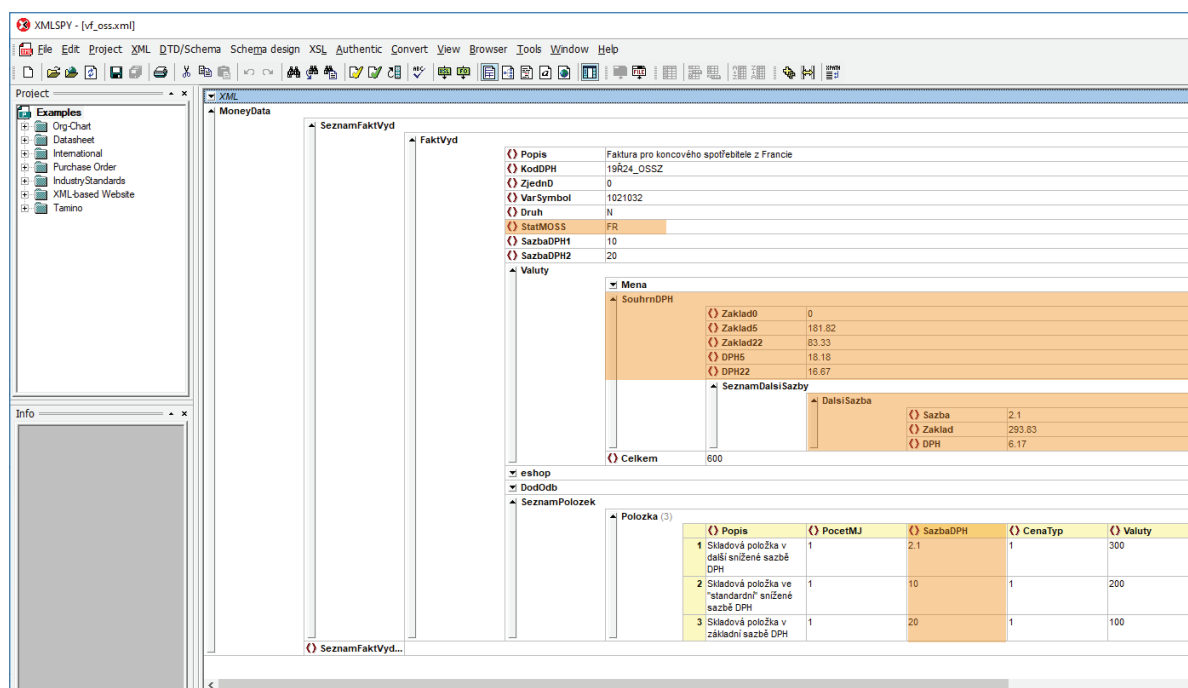 XMLSPY - [vf_oss.xml]
File Edit Project XML DTD/Schema Schema design XSL Authentic Convert View Browser Tools Window Help
Project
Examples
Org-Chart
Datasheet
International
Purchase Order
IndustryStandards
XML-based Website
Tamino
Info
XML
MoneyData
SeznamFaktVyd
FaktVyd
Popis Faktura pro koncového spotřebitele z Francie
KodDPH 19Ř24_OSSZ
ZjednD 0
VarSymbol 1021032
Druh N
StatMOSS FR
SazbaDPH1 10
SazbaDPH2 20
Valuty
Mena
SouhrnDPH
Zaklad0 0
Zaklad5 181.82
Zaklad22 83.33
DPH5 18.18
DPH22 16.67
SeznamDalsiSazby
DalsiSazba
Sazba 2.1
Zaklad 293.83
DPH 6.17
Celkem 600
eshop
DodOdb
SeznamPolozek
Polozka (3)
Popis PocetMJ SazbaDPH CenaTyp Valuty
1 Skladová položka v 1 2.1 1 300
další snížené sazbě
DPH
2 Skladová položka ve 1 10 1 200
"standardní" snížené
sazbě DPH
3 Skladová položka v 1 20 1 100
základní sazbě DPH
SeznamFaktVyd...